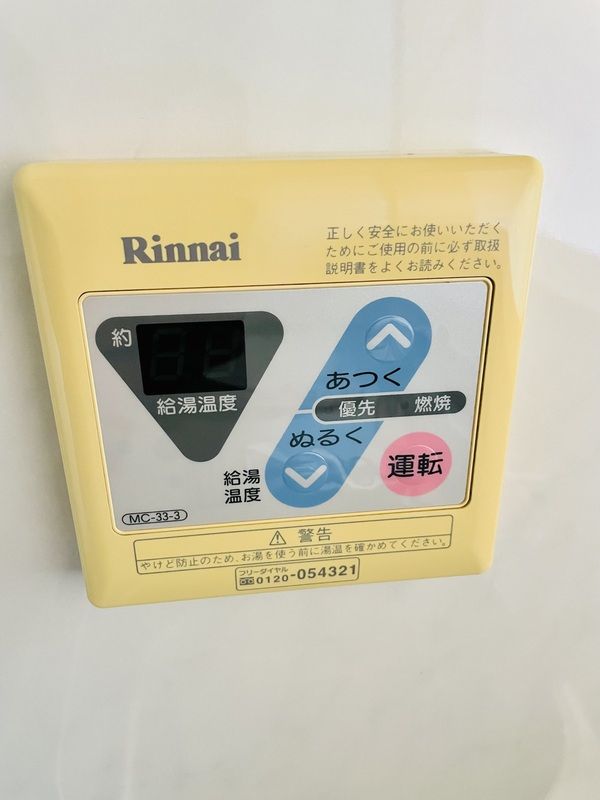 Rinnai
正しく安全にお使いいただく
ためにご使用の前に必ず取扱
説明書をよくお読みください。
約
給湯温度
あつく
優先 燃焼
ぬるく
給湯
温度
運転
MC-33-3
⚠ 警告
やけど防止のため、お湯を使う前に湯温を確かめてください。
フリーダイヤル
0120-054321